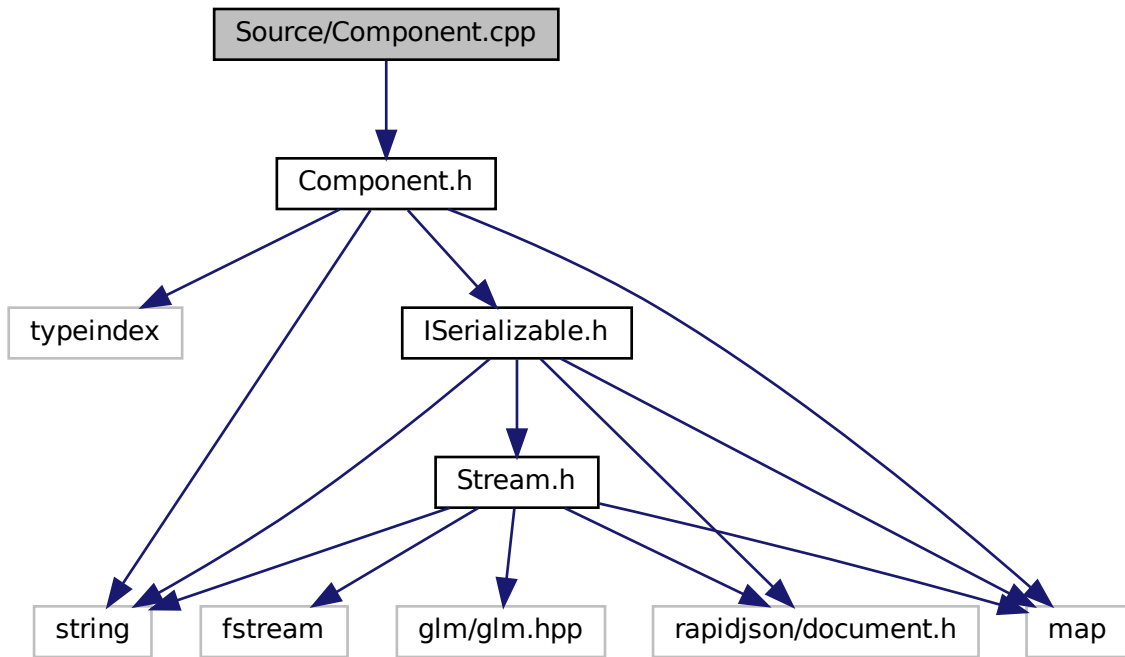 Source/Component.cpp
Component.h
typeindex
ISerializable.h
Stream.h
string
fstream
glm/glm.hpp
rapidjson/document.h
map